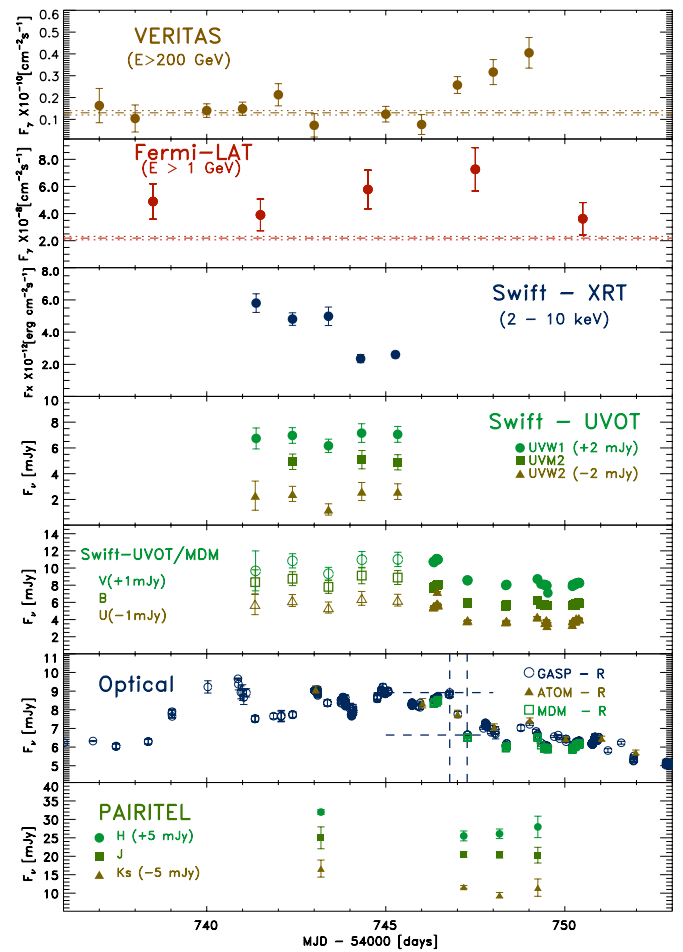 VERITAS
(E>200 GeV)
0.6
0.5
0.4
0.3
0.2
0.1
Fγ X10⁻¹⁰[cm⁻²s⁻¹]
Fermi-LAT
(E > 1 GeV)
8.0
6.0
4.0
2.0
Fγ X10⁻⁸[cm⁻²s⁻¹]
Swift - XRT
(2 - 10 keV)
8.0
6.0
4.0
2.0
Fx X10⁻¹²[erg cm⁻²s⁻¹]
Swift - UVOT
UVW1 (+2 mJy)
UVM2
UVW2 (-2 mJy)
10
8
6
4
2
Fν [mJy]
Swift-UVOT/MDM
V(+1mJy)
B
U(-1mJy)
14
12
10
8
6
4
2
Fν [mJy]
Optical
GASP - R
ATOM - R
MDM - R
11
10
9
8
7
6
5
Fν [mJy]
PAIRITEL
H (+5 mJy)
J
Ks (-5 mJy)
40
35
30
25
20
15
10
Fν [mJy]
740 745 750
MJD - 54000 [days]